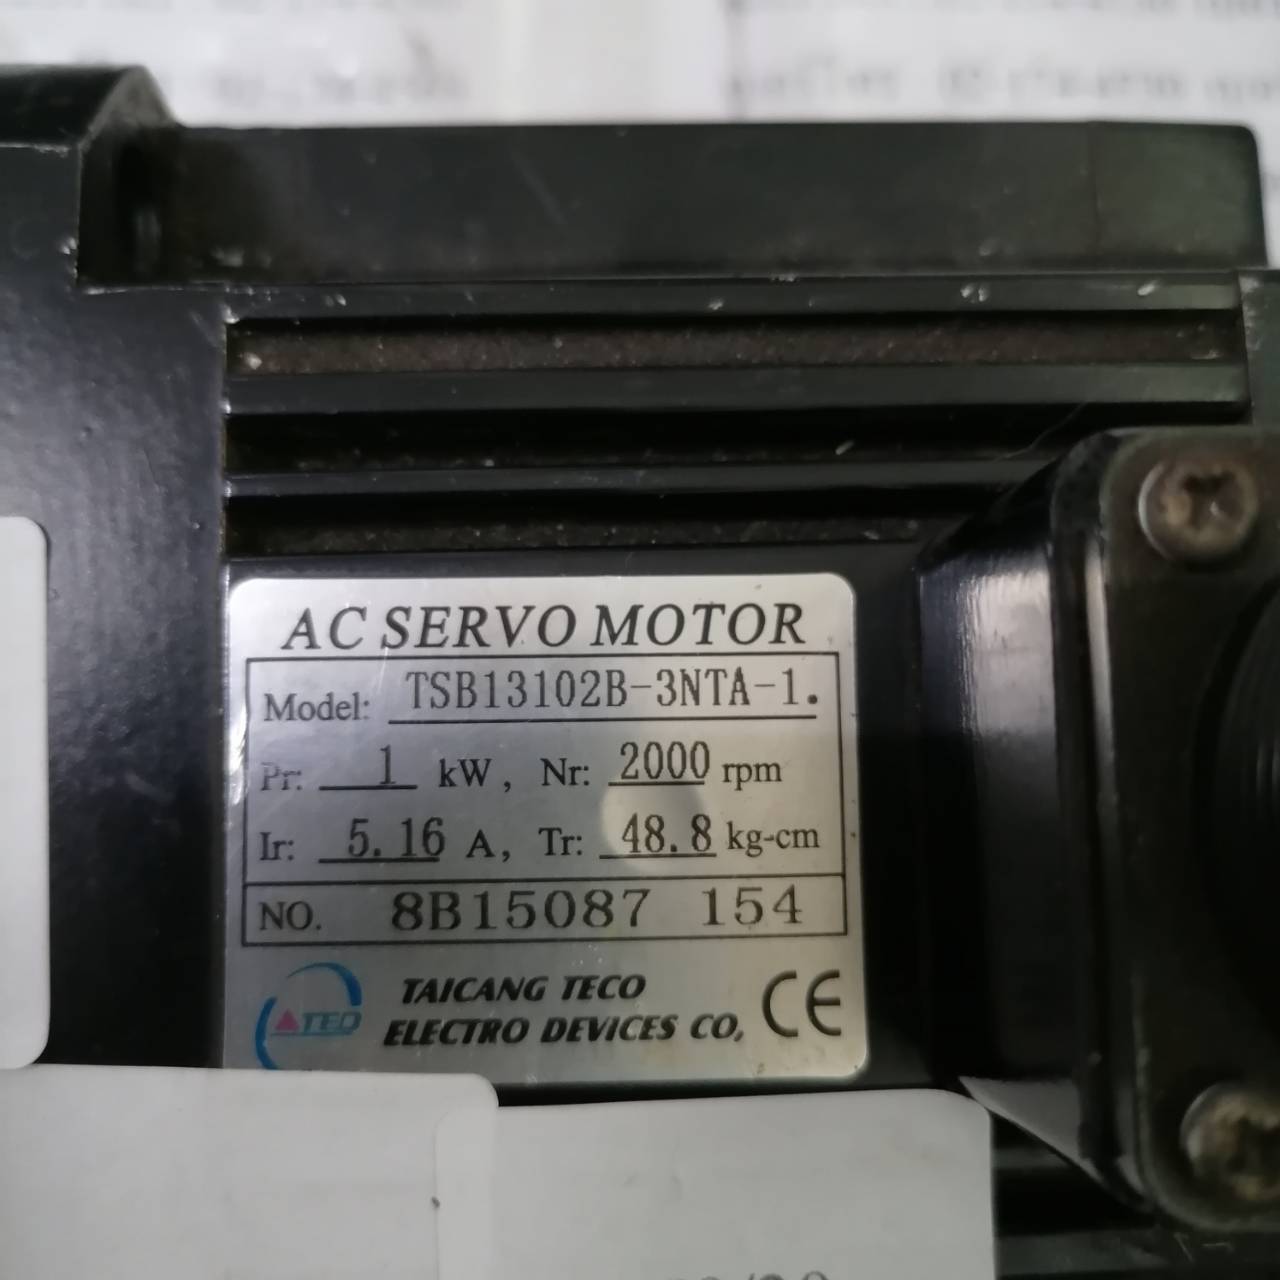 AC SERVO MOTOR
Model: TSB13102B-3NTA-1.
Pr: 1 kW, Nr: 2000 rpm
Ir: 5.16 A, Tr: 48.8 kg-cm
NO. 8B15087 154
TED
TAICANG TECO
ELECTRO DEVICES CO,
CE